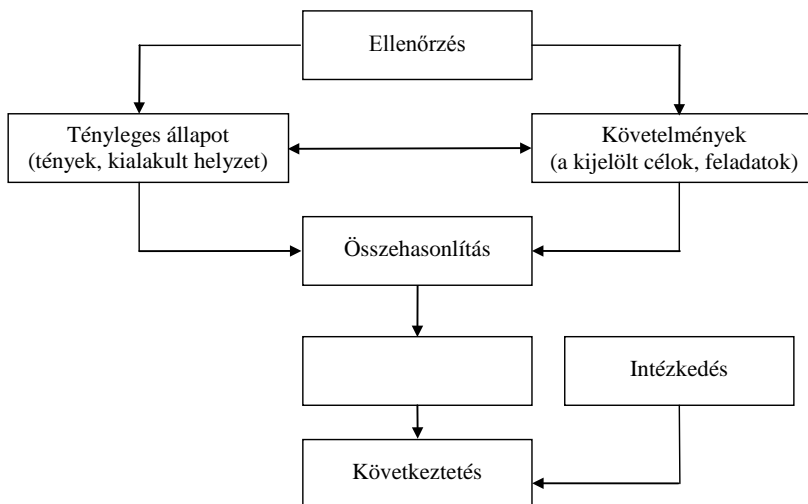 Ellenőrzés
Tényleges állapot
(tények, kialakult helyzet)
Követelmények
(a kijelölt célok, feladatok)
Összehasonlítás
Intézkedés
Következtetés